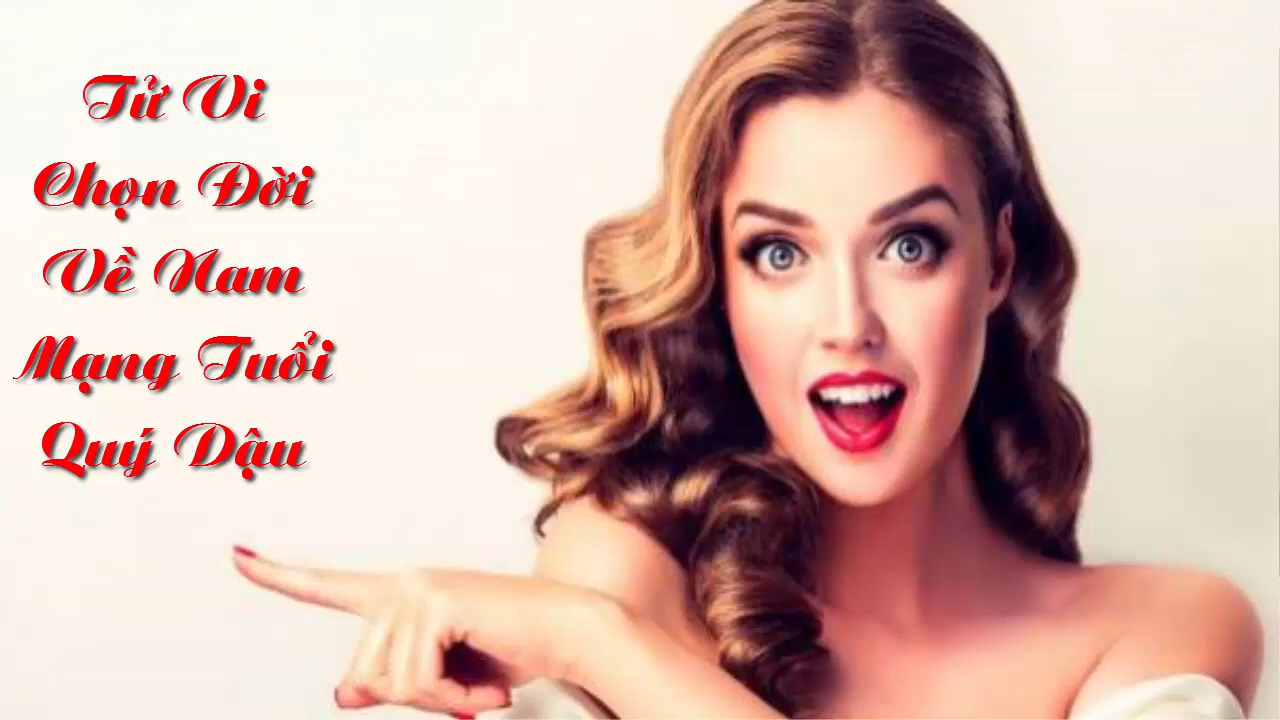 Tử Vi
Chọn Đời
Về Nam
Mạng Tuổi
Quý Dậu